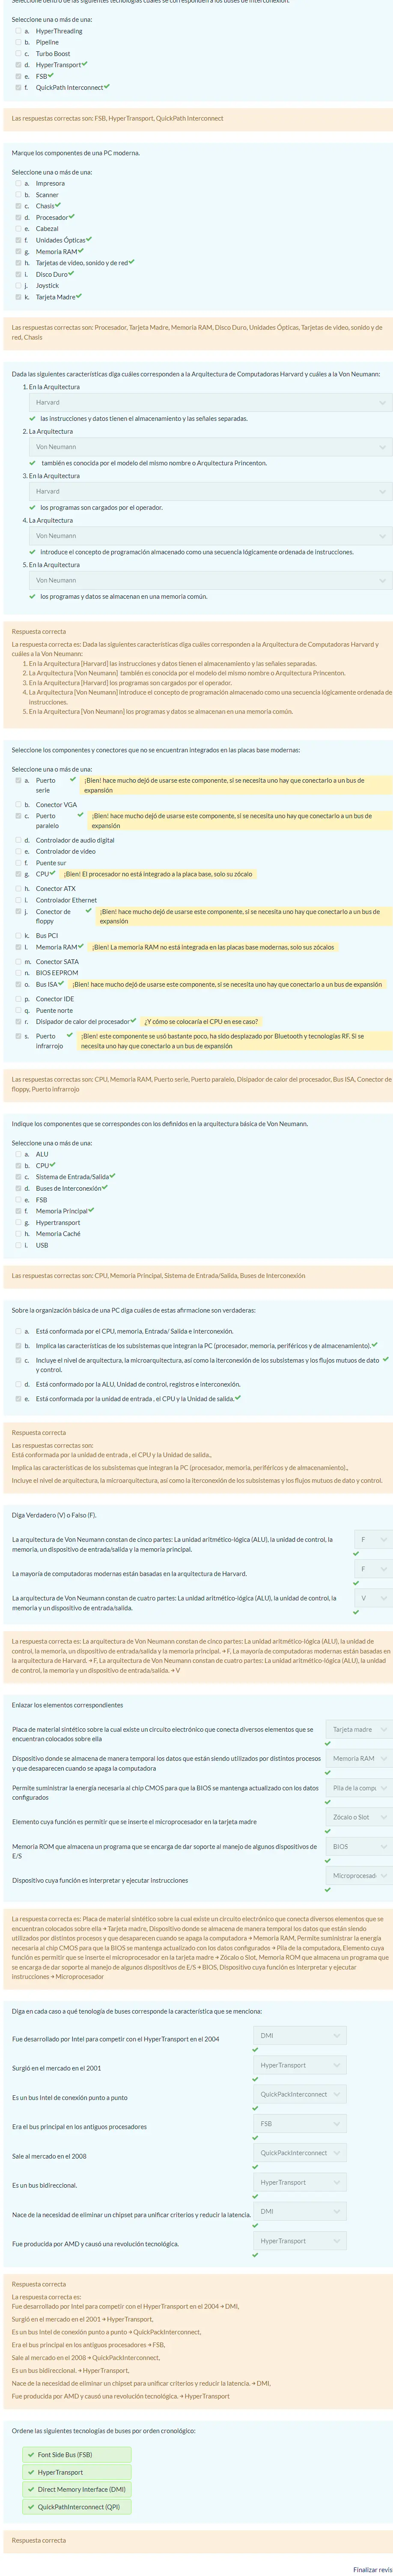 Seleccione dentro de las siguientes tecnologías cuales se corresponden a los buses de interconexión:
Seleccione una o más de una:
a. HyperThreading
b. Pipeline
c. Turbo Boost
d. HyperTransport
e. FSB
f. QuickPath Interconnect
Las respuestas correctas son: FSB, HyperTransport, QuickPath Interconnect
Marque los componentes de una PC moderna.
Seleccione una o más de una:
a. Impresora
b. Scanner
c. Chasis
d. Procesador
e. Cabezal
f. Unidades Ópticas
g. Memoria RAM
h. Tarjetas de vídeo, sonido y de red
i. Disco Duro
j. Joystick
k. Tarjeta Madre
Las respuestas correctas son: Procesador, Tarjeta Madre, Memoria RAM, Disco Duro, Unidades Ópticas, Tarjetas de vídeo, sonido y de
red, Chasis
Dada las siguientes características diga cuáles corresponden a la Arquitectura de Computadoras Harvard y cuáles a la Von Neumann:
1. En la Arquitectura
Harvard
las instrucciones y datos tienen el almacenamiento y las señales separadas.
2. La Arquitectura
Von Neumann
también es conocida por el modelo del mismo nombre o Arquitectura Princenton.
3. En la Arquitectura
Harvard
los programas son cargados por el operador.
4. La Arquitectura
Von Neumann
introduce el concepto de programación almacenado como una secuencia lógicamente ordenada de instrucciones.
5. En la Arquitectura
Von Neumann
los programas y datos se almacenan en una memoria común.
Respuesta correcta
La respuesta correcta es: Dada las siguientes características diga cuáles corresponden a la Arquitectura de Computadoras Harvard y
cuáles a la Von Neumann:
1. En la Arquitectura [Harvard] las instrucciones y datos tienen el almacenamiento y las señales separadas.
2. La Arquitectura [Von Neumann] también es conocida por el modelo del mismo nombre o Arquitectura Princenton.
3. En la Arquitectura [Harvard] los programas son cargados por el operador.
4. La Arquitectura [Von Neumann] introduce el concepto de programación almacenado como una secuencia lógicamente ordenada de
instrucciones.
5. En la Arquitectura [Von Neumann] los programas y datos se almacenan en una memoria común.
Seleccione los componentes y conectores que no se encuentran integrados en las placas base modernas:
Seleccione una o más de una:
a. Puerto serie ¡Bien! hace mucho dejó de usarse este componente, si se necesita uno hay que conectarlo a un bus de
expansión
b. Conector VGA
c. Puerto paralelo ¡Bien! hace mucho dejó de usarse este componente, si se necesita uno hay que conectarlo a un bus de
expansión
d. Controlador de audio digital
e. Controlador de vídeo
f. Puente sur
g. CPU ¡Bien! El procesador no está integrado a la placa base, solo su zócalo
h. Conector ATX
i. Controlador Ethernet
j. Conector de floppy ¡Bien! hace mucho dejó de usarse este componente, si se necesita uno hay que conectarlo a un bus de
expansión
k. Bus PCI
l. Memoria RAM ¡Bien! La memoria RAM no está integrada en las placas base modernas, solo sus zócalos
m. Conector SATA
n. BIOS EEPROM
o. Bus ISA ¡Bien! hace mucho dejó de usarse este componente, si se necesita uno hay que conectarlo a un bus de expansión
p. Conector IDE
q. Puente norte
r. Disipador de calor del procesador ¿Y cómo se colocaría el CPU en ese caso?
s. Puerto infrarrojo ¡Bien! este componente se usó bastante poco, ha sido desplazado por Bluetooth y tecnologías RF. Si se
necesita uno hay que conectarlo a un bus de expansión
Las respuestas correctas son: CPU, Memoria RAM, Puerto serie, Puerto paralelo, Disipador de calor del procesador, Bus ISA, Conector de
floppy, Puerto infrarrojo
Indique los componentes que se correspondes con los definidos en la arquitectura básica de Von Neumann.
Seleccione una o más de una:
a. ALU
b. CPU
c. Sistema de Entrada/Salida
d. Buses de Interconexión
e. FSB
f. Memoria Principal
g. Hypertransport
h. Memoria Caché
i. USB
Las respuestas correctas son: CPU, Memoria Principal, Sistema de Entrada/Salida, Buses de Interconexión
Sobre la organización básica de una PC diga cuáles de estas afirmacione son verdaderas:
a. Está conformada por el CPU, memoria, Entrada/ Salida e interconexión.
b. Implica las características de los subsistemas que integran la PC (procesador, memoria, periféricos y de almacenamiento).
c. Incluye el nivel de arquitectura, la microarquitectura, así como la iterconexión de los subsistemas y los flujos mutuos de dato
y control.
d. Está conformada por la ALU, Unidad de control, registros e interconexión.
e. Está conformada por la unidad de entrada , el CPU y la Unidad de salida.
Respuesta correcta
Las respuestas correctas son:
Está conformada por la unidad de entrada , el CPU y la Unidad de salida.,
Implica las características de los subsistemas que integran la PC (procesador, memoria, periféricos y de almacenamiento).,
Incluye el nivel de arquitectura, la microarquitectura, así como la iterconexión de los subsistemas y los flujos mutuos de dato y control.
Diga Verdadero (V) o Falso (F).
La arquitectura de Von Neumann constan de cinco partes: La unidad aritmético-lógica (ALU), la unidad de control, la
memoria, un dispositivo de entrada/salida y la memoria principal.
F
La mayoría de computadoras modernas están basadas en la arquitectura de Harvard.
F
La arquitectura de Von Neumann constan de cuatro partes: La unidad aritmético-lógica (ALU), la unidad de control, la
memoria y un dispositivo de entrada/salida.
V
La respuesta correcta es: La arquitectura de Von Neumann constan de cinco partes: La unidad aritmético-lógica (ALU), la unidad de
control, la memoria, un dispositivo de entrada/salida y la memoria principal. → F, La mayoría de computadoras modernas están basadas en
la arquitectura de Harvard. → F, La arquitectura de Von Neumann constan de cuatro partes: La unidad aritmético-lógica (ALU), la unidad
de control, la memoria y un dispositivo de entrada/salida. → V
Enlazar los elementos correspondientes
Placa de material sintético sobre la cual existe un circuito electrónico que conecta diversos elementos que se
encuentran colocados sobre ella
Tarjeta madre
Dispositivo donde se almacena de manera temporal los datos que están siendo utilizados por distintos procesos
y que desaparecen cuando se apaga la computadora
Memoria RAM
Permite suministrar la energía necesaria al chip CMOS para que la BIOS se mantenga actualizado con los datos
configurados
Pila de la compu
Elemento cuya función es permitir que se inserte el microprocesador en la tarjeta madre
Zócalo o Slot
Memoria ROM que almacena un programa que se encarga de dar soporte al manejo de algunos dispositivos de
E/S
BIOS
Dispositivo cuya función es interpretar y ejecutar instrucciones
Microprocesad
La respuesta correcta es: Placa de material sintético sobre la cual existe un circuito electrónico que conecta diversos elementos que se
encuentran colocados sobre ella → Tarjeta madre, Dispositivo donde se almacena de manera temporal los datos que están siendo
utilizados por distintos procesos y que desaparecen cuando se apaga la computadora → Memoria RAM, Permite suministrar la energía
necesaria al chip CMOS para que la BIOS se mantenga actualizado con los datos configurados → Pila de la computadora, Elemento cuya
función es permitir que se inserte el microprocesador en la tarjeta madre → Zócalo o Slot, Memoria ROM que almacena un programa que
se encarga de dar soporte al manejo de algunos dispositivos de E/S → BIOS, Dispositivo cuya función es interpretar y ejecutar
instrucciones → Microprocesador
Diga en cada caso a qué tenología de buses corresponde la característica que se menciona:
Fue desarrollado por Intel para competir con el HyperTransport en el 2004
DMI
Surgió en el mercado en el 2001
HyperTransport
Es un bus Intel de conexión punto a punto
QuickPackInterconnect
Era el bus principal en los antiguos procesadores
FSB
Sale al mercado en el 2008
QuickPackInterconnect
Es un bus bidireccional.
HyperTransport
Nace de la necesidad de eliminar un chipset para unificar criterios y reducir la latencia.
DMI
Fue producida por AMD y causó una revolución tecnológica.
HyperTransport
Respuesta correcta
La respuesta correcta es:
Fue desarrollado por Intel para competir con el HyperTransport en el 2004 → DMI,
Surgió en el mercado en el 2001 → HyperTransport,
Es un bus Intel de conexión punto a punto → QuickPackInterconnect,
Era el bus principal en los antiguos procesadores → FSB,
Sale al mercado en el 2008 → QuickPackInterconnect,
Es un bus bidireccional. → HyperTransport,
Nace de la necesidad de eliminar un chipset para unificar criterios y reducir la latencia. → DMI,
Fue producida por AMD y causó una revolución tecnológica. → HyperTransport
Ordene las siguientes tecnologías de buses por orden cronológico:
Font Side Bus (FSB)
HyperTransport
Direct Memory Interface (DMI)
QuickPathInterconnect (QPI)
Respuesta correcta
Finalizar revis